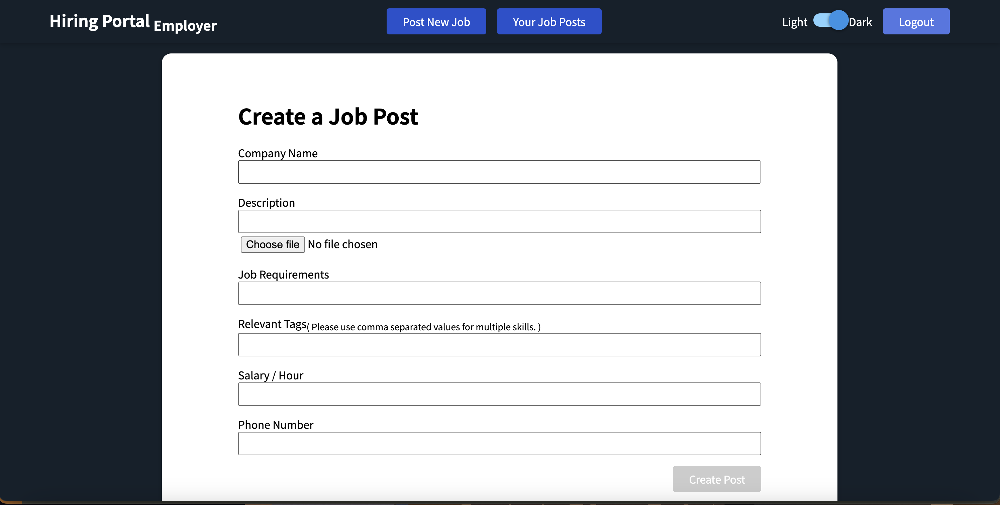 Hiring Portal Employer
Post New Job
Your Job Posts
Light
Dark
Logout
Create a Job Post
Company Name
Description
Choose file No file chosen
Job Requirements
Relevant Tags( Please use comma separated values for multiple skills. )
Salary / Hour
Phone Number
Create Post